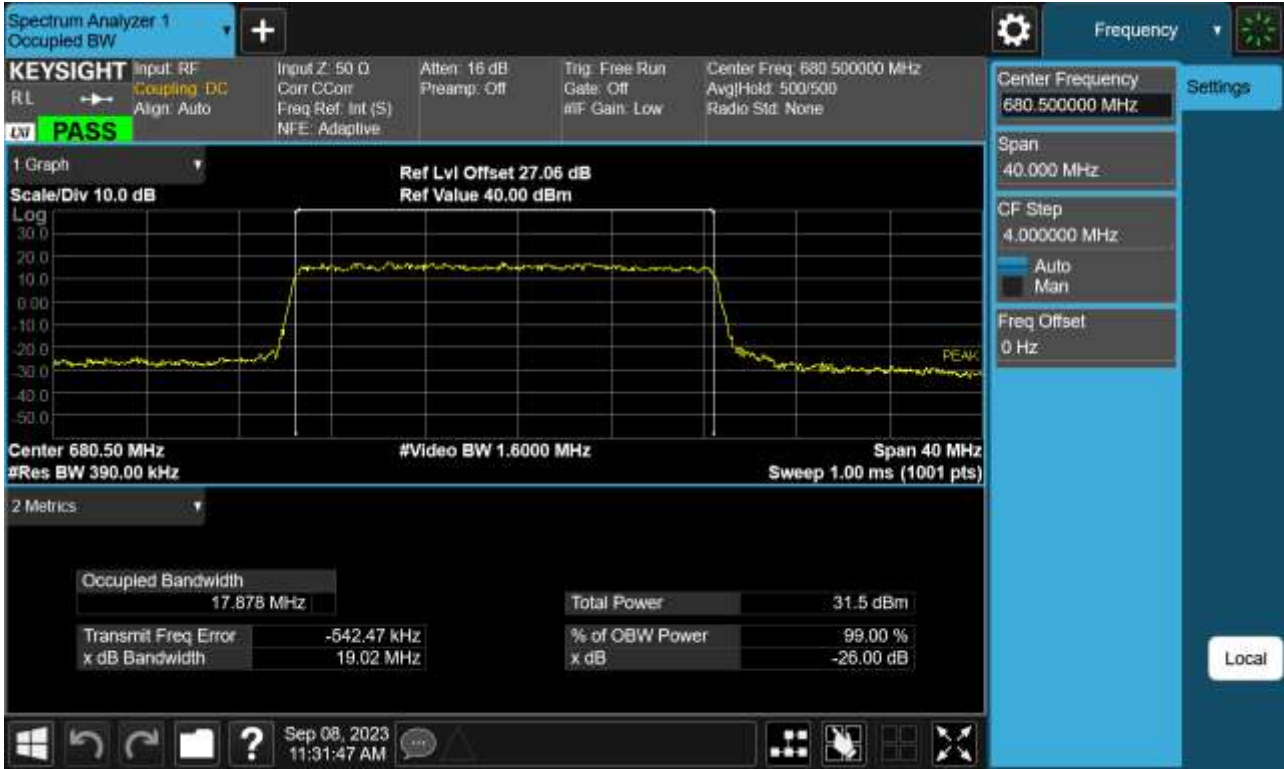 Spectrum Analyzer 1
Occupied BW
Frequency
KEYSIGHT
RL
LXI
PASS
Input: RF
Coupling: DC
Align: Auto
Input Z: 50 Ω
Corr CCorr
Freq Ref: Int (S)
NFE: Adaptive
Atten: 16 dB
Preamp: Off
Trig: Free Run
Gate: Off
#IF Gain: Low
Center Freq: 680.500000 MHz
Avg|Hold: 500/500
Radio Std: None
Center Frequency
680.500000 MHz
Settings
Span
40.000 MHz
CF Step
4.000000 MHz
Auto
Man
Freq Offset
0 Hz
1 Graph
Scale/Div 10.0 dB
Ref Lvl Offset 27.06 dB
Ref Value 40.00 dBm
Log
30.0
20.0
10.0
0.00
-10.0
-20.0
-30.0
-40.0
-50.0
PEAK
Center 680.50 MHz
#Video BW 1.6000 MHz
Span 40 MHz
#Res BW 390.00 kHz
Sweep 1.00 ms (1001 pts)
2 Metrics
Occupied Bandwidth
17.878 MHz
Total Power 31.5 dBm
Transmit Freq Error -542.47 kHz
% of OBW Power 99.00 %
x dB Bandwidth 19.02 MHz
x dB -26.00 dB
Local
?
Sep 08, 2023
11:31:47 AM